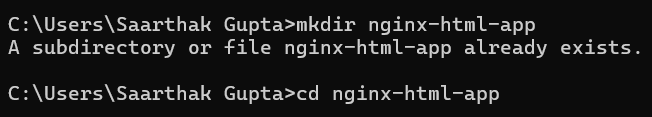 C:\Users\Saarthak Gupta>mkdir nginx-html-app
A subdirectory or file nginx-html-app already exists.
C:\Users\Saarthak Gupta>cd nginx-html-app